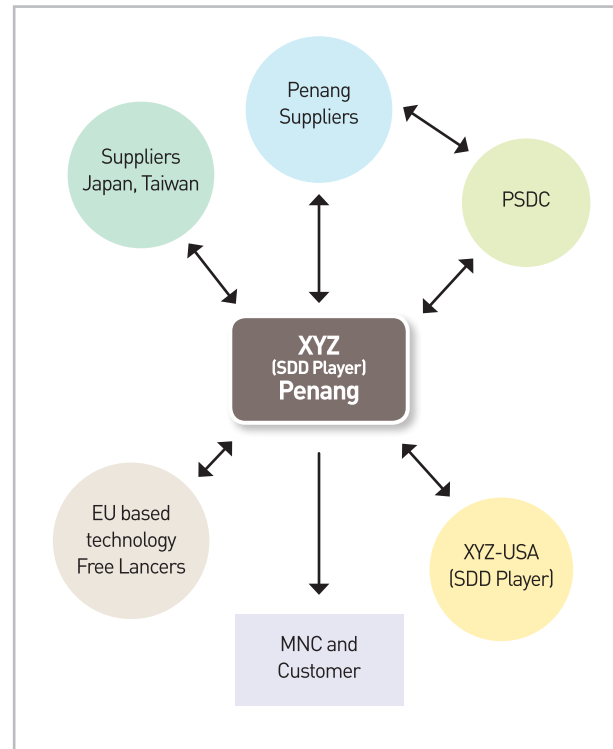 Penang
Suppliers
Suppliers
Japan, Taiwan
PSDC
XYZ
(SDD Player)
Penang
EU based
technology
Free Lancers
XYZ-USA
(SDD Player)
MNC and
Customer